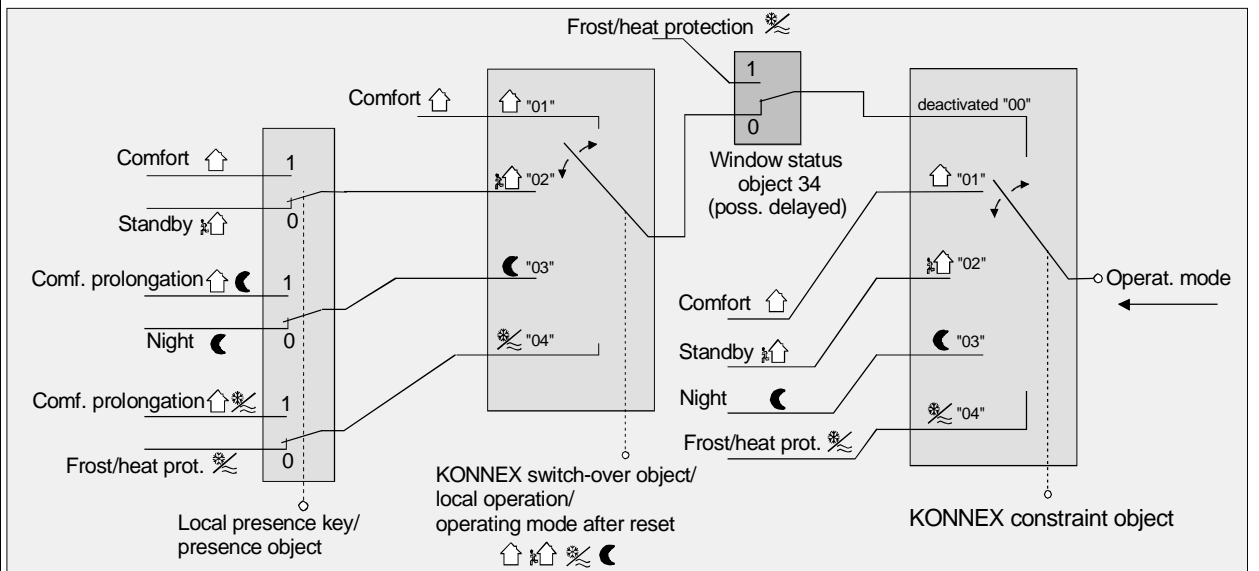 Frost/heat protection
1
0
Window status
object 34
(poss. delayed)
Comfort
"01"
"02"
"03"
"04"
Comfort
1
Standby
0
Comf. prolongation
1
Night
0
Comf. prolongation
1
Frost/heat prot.
0
Local presence key/
presence object
KONNEX switch-over object/
local operation/
operating mode after reset
deactivated "00"
"01"
"02"
"03"
"04"
Comfort
Standby
Night
Frost/heat prot.
Operat. mode
KONNEX constraint object